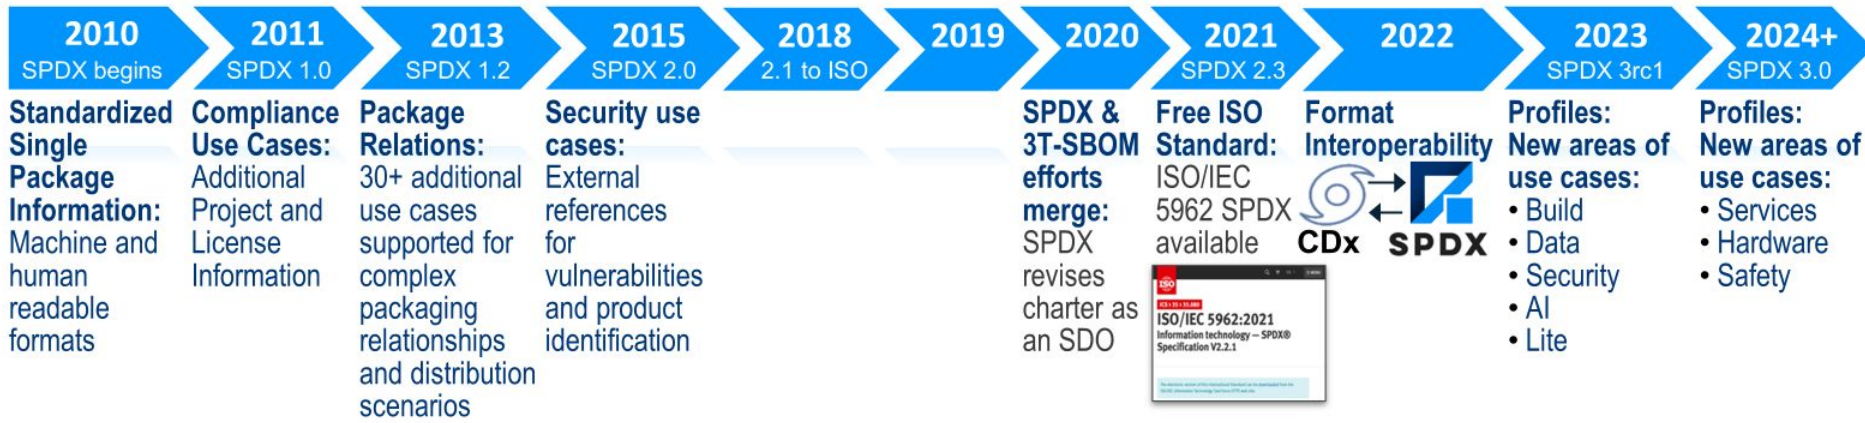 2010
SPDX begins
2011
SPDX 1.0
2013
SPDX 1.2
2015
SPDX 2.0
2018
2.1 to ISO
2019
2020
2021
SPDX 2.3
2022
2023
SPDX 3rc1
2024+
SPDX 3.0
Standardized
Single
Package
Information:
Machine and
human
readable
formats
Compliance
Use Cases:
Additional
Project and
License
Information
Package
Relations:
30+ additional
use cases
supported for
complex
packaging
relationships
and distribution
scenarios
Security use
cases:
External
references
for
vulnerabilities
and product
identification
SPDX &
3T-SBOM
efforts
merge:
SPDX
revises
charter as
an SDO
Free ISO
Standard:
ISO/IEC
5962 SPDX
available
ISO
ICS > 35 > 35.080
ISO/IEC 5962:2021
Information technology — SPDX®
Specification V2.2.1
Format
Interoperability
CDx SPDX
Profiles:
New areas of
use cases:
• Build
• Data
• Security
• AI
• Lite
Profiles:
New areas of
use cases:
• Services
• Hardware
• Safety